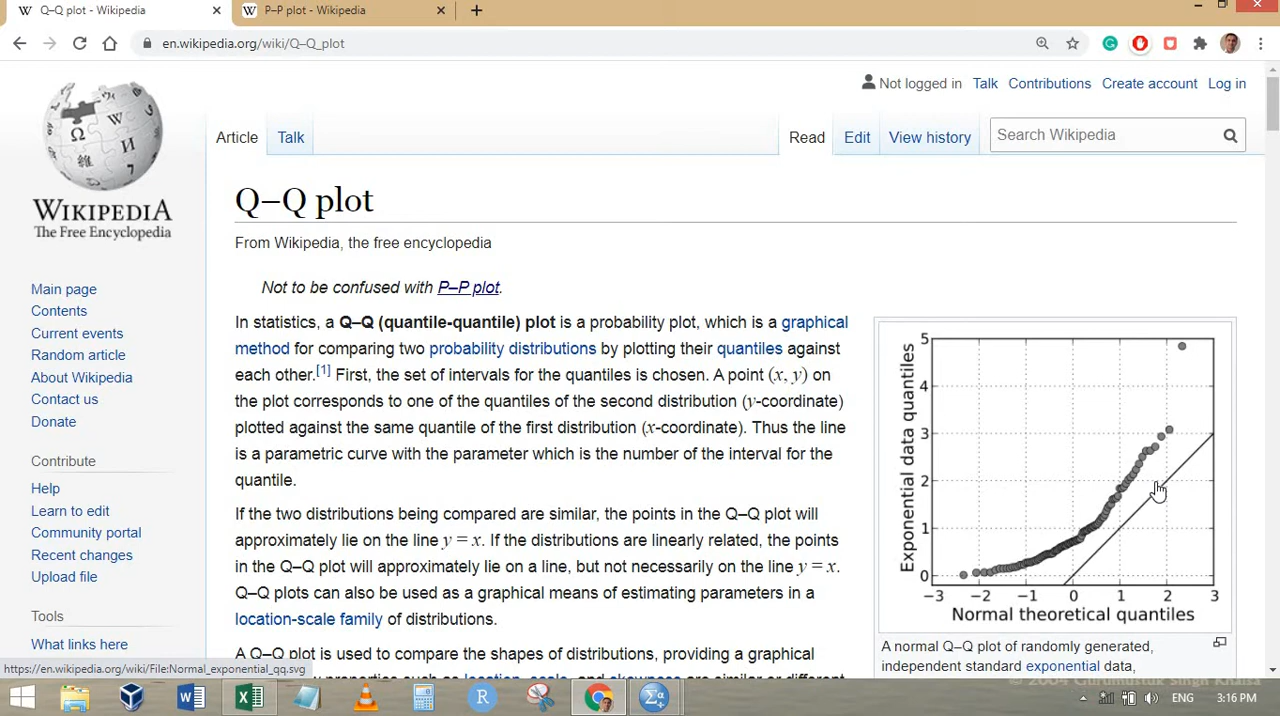 Q–Q plot - Wikipedia
P–P plot - Wikipedia
en.wikipedia.org/wiki/Q–Q_plot
Not logged in Talk Contributions Create account Log in
Article Talk Read Edit View history Search Wikipedia
WIKIPEDIA
The Free Encyclopedia
Main page
Contents
Current events
Random article
About Wikipedia
Contact us
Donate
Contribute
Help
Learn to edit
Community portal
Recent changes
Upload file
Tools
What links here
Q–Q plot
From Wikipedia, the free encyclopedia
Not to be confused with P–P plot.
In statistics, a Q–Q (quantile-quantile) plot is a probability plot, which is a graphical
method for comparing two probability distributions by plotting their quantiles against
each other.[1] First, the set of intervals for the quantiles is chosen. A point (x, y) on
the plot corresponds to one of the quantiles of the second distribution (y-coordinate)
plotted against the same quantile of the first distribution (x-coordinate). Thus the line
is a parametric curve with the parameter which is the number of the interval for the
quantile.
If the two distributions being compared are similar, the points in the Q–Q plot will
approximately lie on the line y = x. If the distributions are linearly related, the points
in the Q–Q plot will approximately lie on a line, but not necessarily on the line y = x.
Q–Q plots can also be used as a graphical means of estimating parameters in a
location-scale family of distributions.
A Q–Q plot is used to compare the shapes of distributions, providing a graphical
location, scale, and skewness are similar or different
Exponential data quantiles
5
4
3
2
1
0
−3 −2 −1 0 1 2 3
Normal theoretical quantiles
A normal Q–Q plot of randomly generated,
independent standard exponential data,
https://en.wikipedia.org/wiki/File:Normal_exponential_qq.svg
© 2004 Gurumustuk Singh Khalsa
ENG
3:16 PM